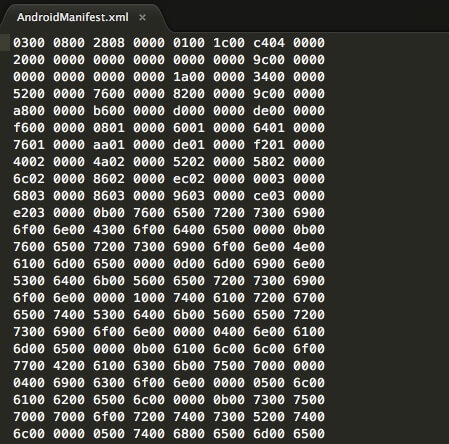 AndroidManifest.xml ×
0300 0800 2808 0000 0100 1c00 c404 0000
2000 0000 0000 0000 0000 0000 9c00 0000
0000 0000 0000 0000 1a00 0000 3400 0000
5200 0000 7600 0000 8200 0000 9c00 0000
a800 0000 b600 0000 d000 0000 de00 0000
f600 0000 0801 0000 6001 0000 6401 0000
7601 0000 aa01 0000 de01 0000 f201 0000
4002 0000 4a02 0000 5202 0000 5802 0000
6c02 0000 8602 0000 ec02 0000 0003 0000
6803 0000 8603 0000 9603 0000 ce03 0000
e203 0000 0b00 7600 6500 7200 7300 6900
6f00 6e00 4300 6f00 6400 6500 0000 0b00
7600 6500 7200 7300 6900 6f00 6e00 4e00
6100 6d00 6500 0000 0d00 6d00 6900 6e00
5300 6400 6b00 5600 6500 7200 7300 6900
6f00 6e00 0000 1000 7400 6100 7200 6700
6500 7400 5300 6400 6b00 5600 6500 7200
7300 6900 6f00 6e00 0000 0400 6e00 6100
6d00 6500 0000 0b00 6100 6c00 6c00 6f00
7700 4200 6100 6300 6b00 7500 7000 0000
0400 6900 6300 6f00 6e00 0000 0500 6c00
6100 6200 6500 6c00 0000 0b00 7300 7500
7000 7000 6f00 7200 7400 7300 5200 7400
6c00 0000 0500 7400 6800 6500 6d00 6500